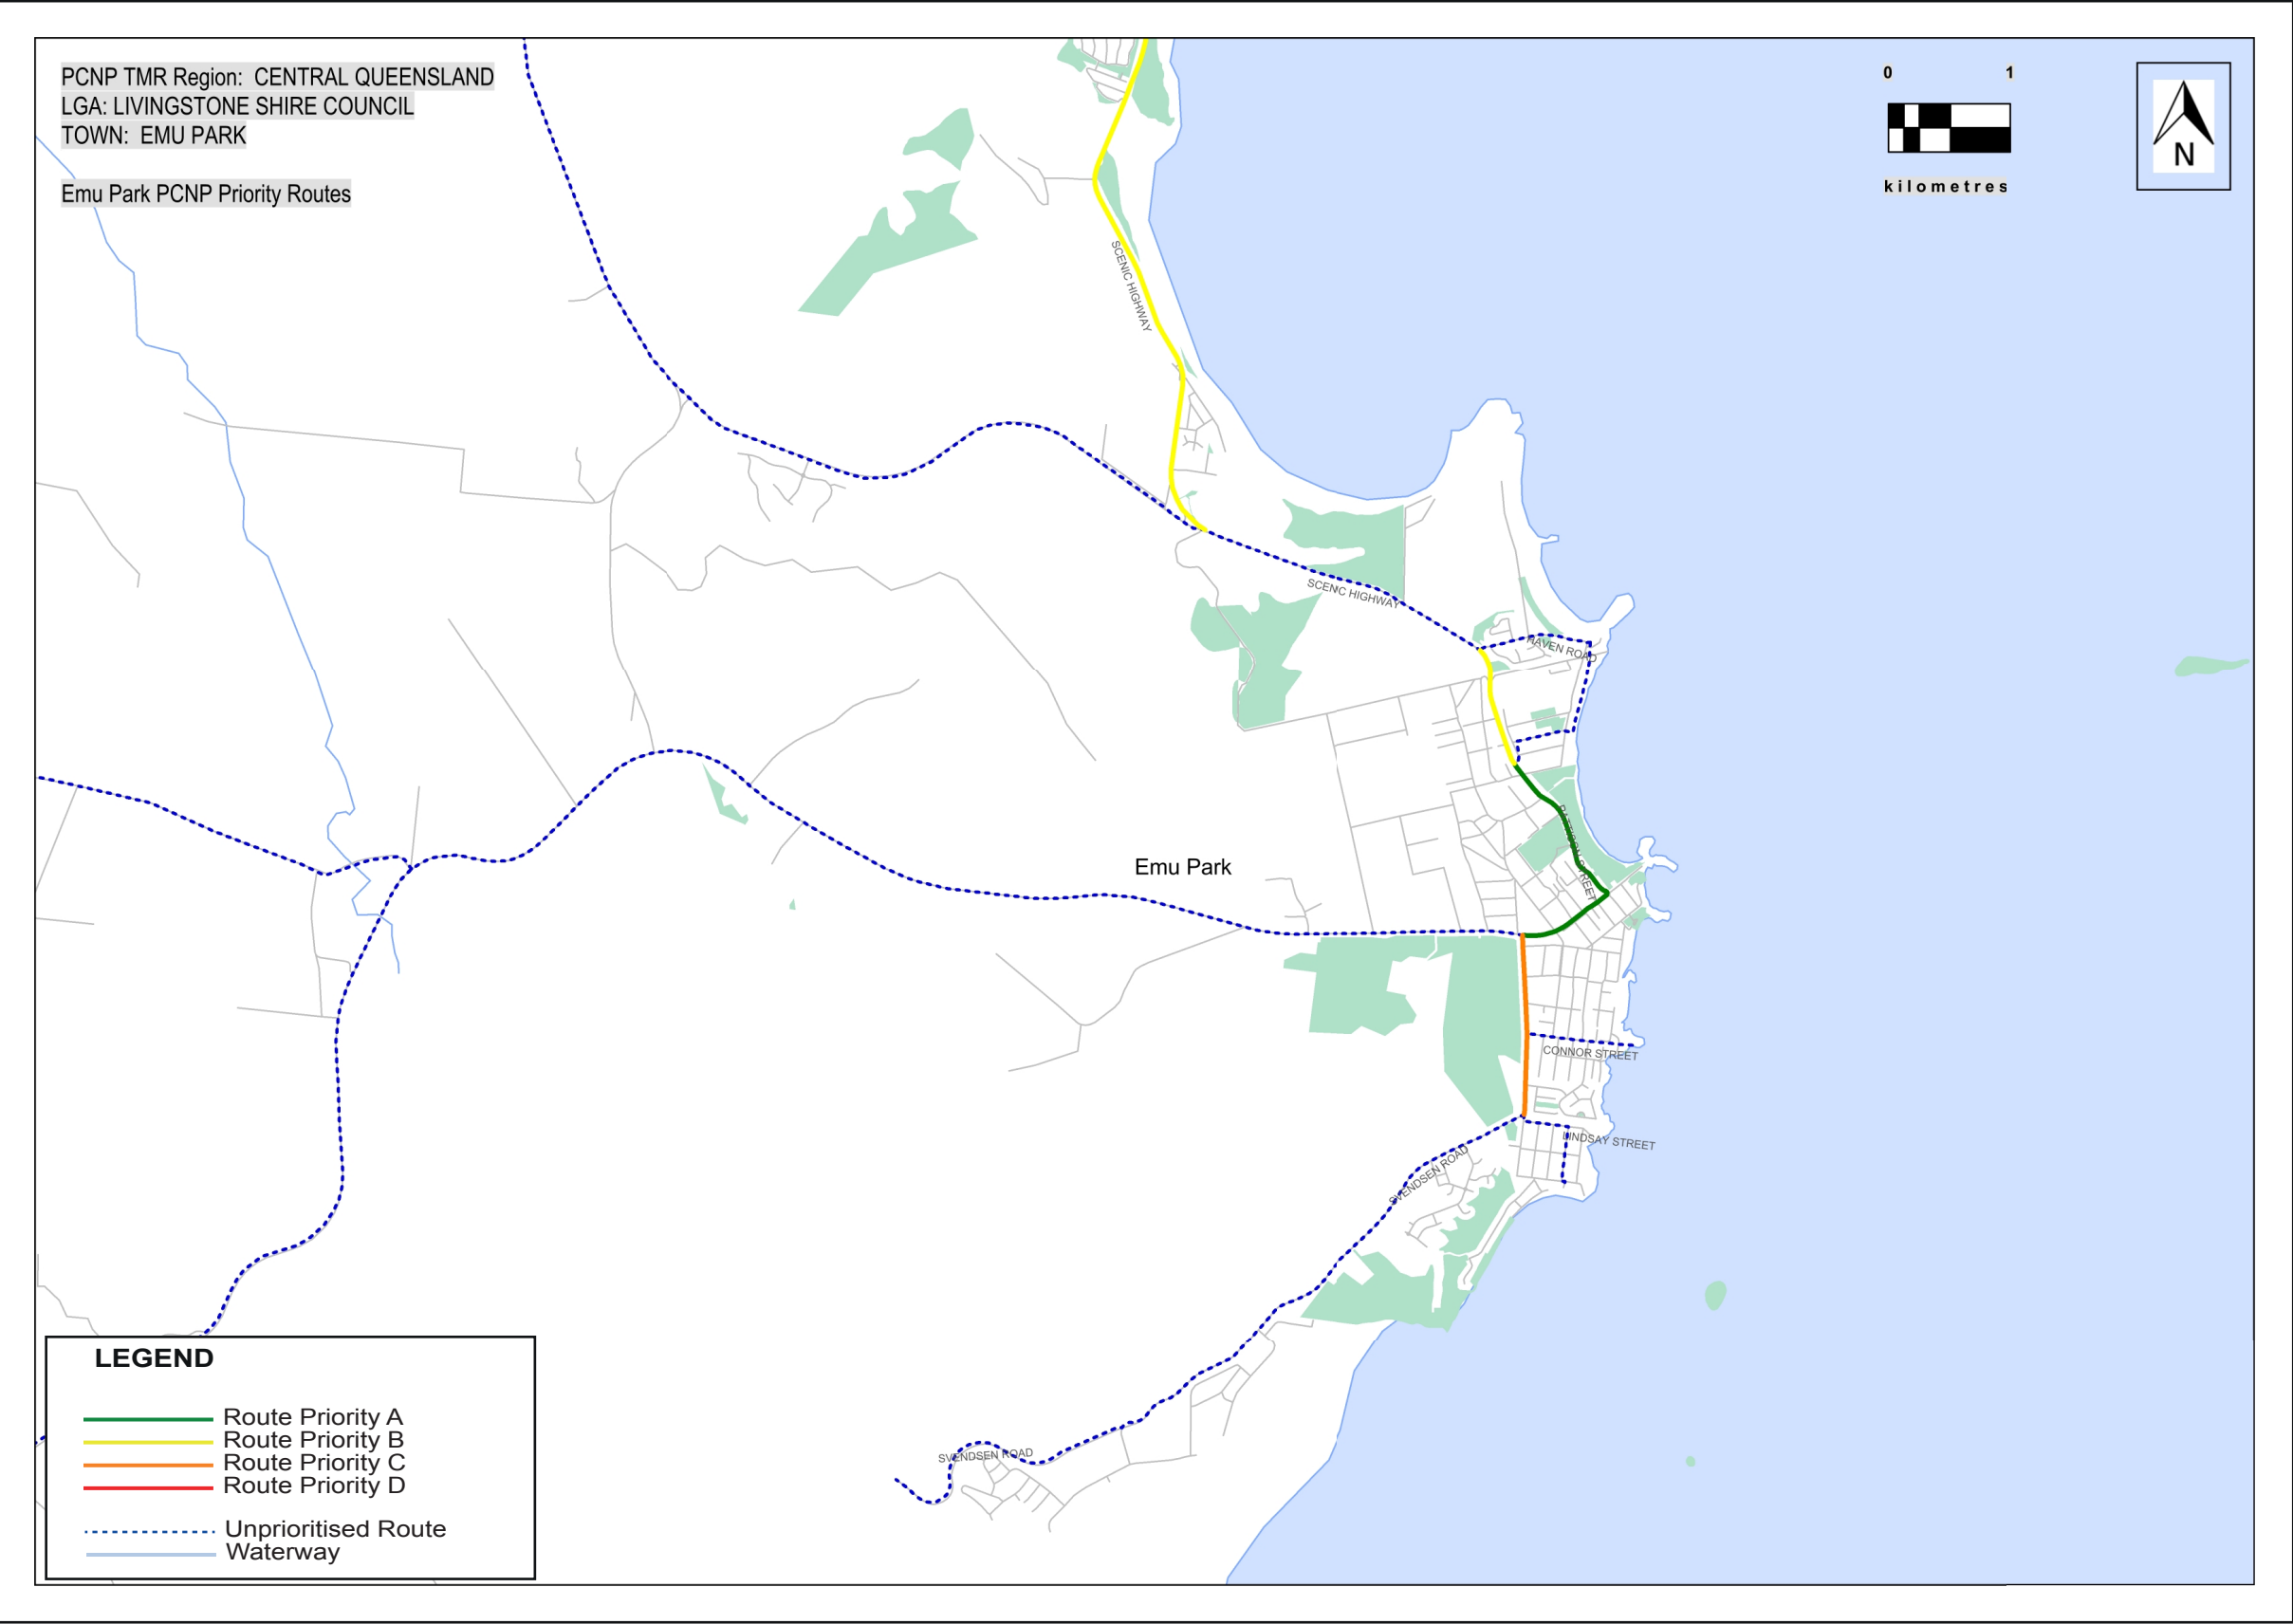 PCNP TMR Region:  CENTRAL QUEENSLAND
LGA: LIVINGSTONE SHIRE COUNCIL
TOWN:  EMU PARK
Emu Park PCNP Priority Routes
0 1
kilometres
N
SCENIC HIGHWAY
SCENC HIGHWAY
HAVEN ROAD
PATTISON STREET
Emu Park
CONNOR STREET
LINDSAY STREET
SVENDSEN ROAD
SVENDSEN ROAD
LEGEND
Route Priority A
Route Priority B
Route Priority C
Route Priority D
Unprioritised Route
Waterway